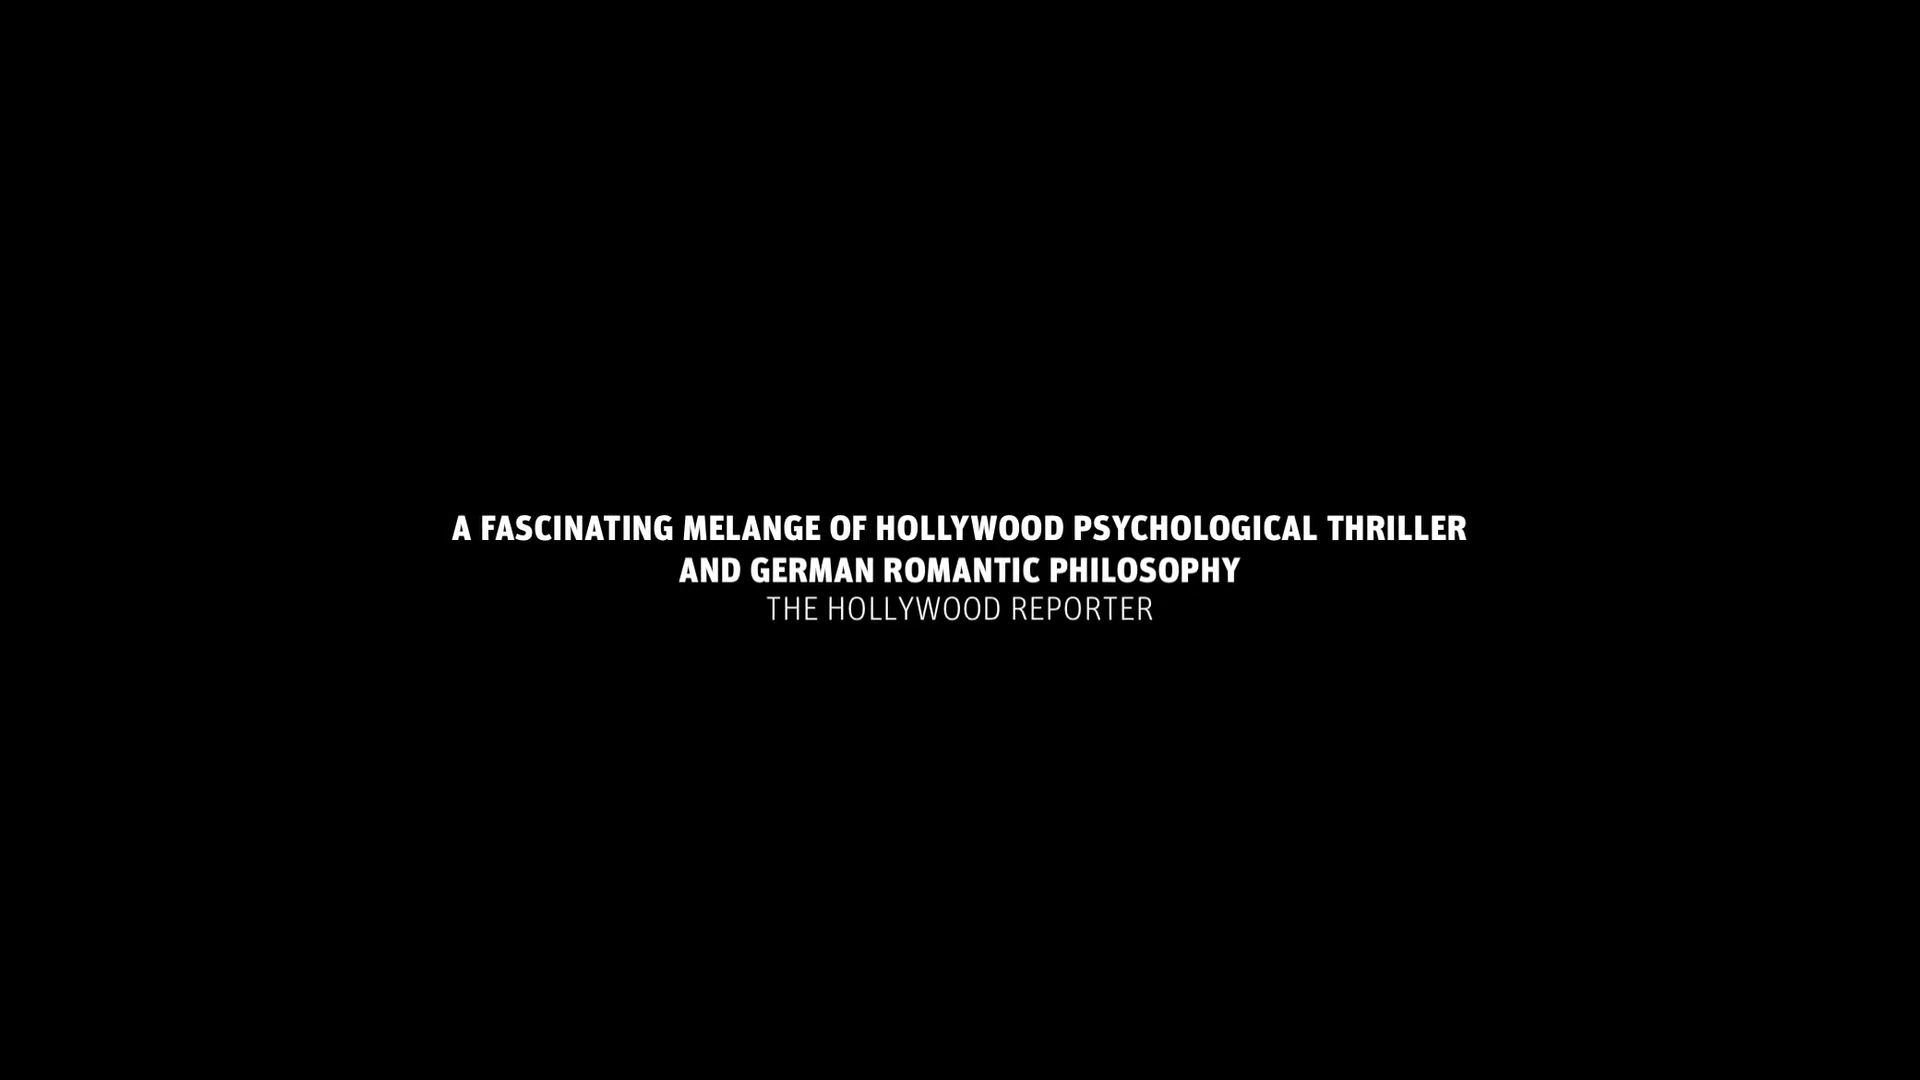 A FASCINATING MELANGE OF HOLLYWOOD PSYCHOLOGICAL THRILLER
AND GERMAN ROMANTIC PHILOSOPHY
THE HOLLYWOOD REPORTER